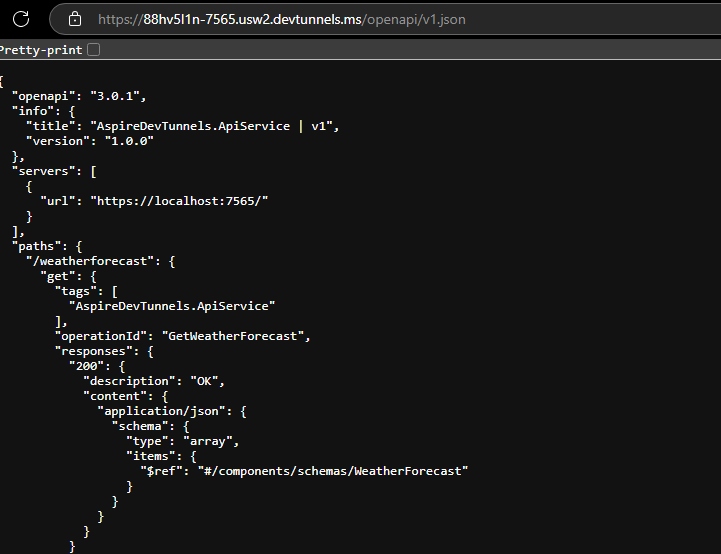 https://88hv5l1n-7565.usw2.devtunnels.ms/openapi/v1.json
Pretty-print
{
"openapi": "3.0.1",
"info": {
"title": "AspireDevTunnels.ApiService | v1",
"version": "1.0.0"
},
"servers": [
{
"url": "https://localhost:7565/"
}
],
"paths": {
"/weatherforecast": {
"get": {
"tags": [
"AspireDevTunnels.ApiService"
],
"operationId": "GetWeatherForecast",
"responses": {
"200": {
"description": "OK",
"content": {
"application/json": {
"schema": {
"type": "array",
"items": {
"$ref": "#/components/schemas/WeatherForecast"
}
}
}
}
}